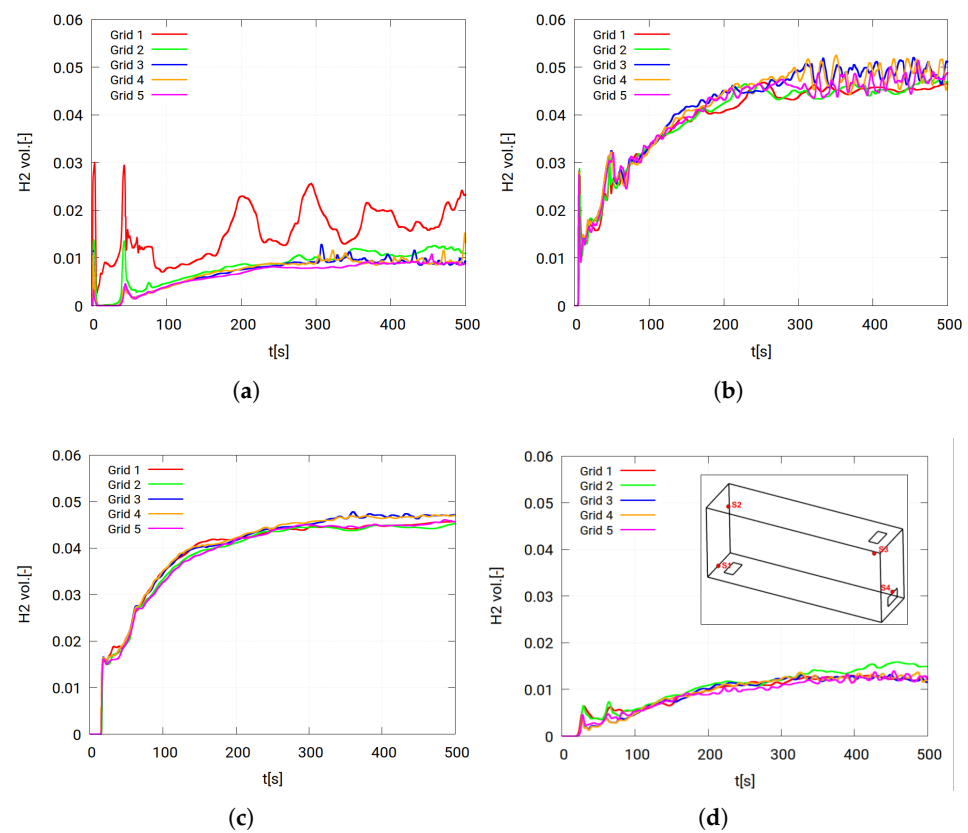 0.06
0.05
0.04
0.03
0.02
0.01
0
H2 vol.[-]
Grid 1
Grid 2
Grid 3
Grid 4
Grid 5
0 100 200 300 400 500
t[s]
(a)
0.06
0.05
0.04
0.03
0.02
0.01
0
H2 vol.[-]
Grid 1
Grid 2
Grid 3
Grid 4
Grid 5
0 100 200 300 400 500
t[s]
(b)
0.06
0.05
0.04
0.03
0.02
0.01
0
H2 vol.[-]
Grid 1
Grid 2
Grid 3
Grid 4
Grid 5
0 100 200 300 400 500
t[s]
(c)
0.06
0.05
0.04
0.03
0.02
0.01
0
H2 vol.[-]
Grid 1
Grid 2
Grid 3
Grid 4
Grid 5
S2
S3
S1
S4
0 100 200 300 400 500
t[s]
(d)